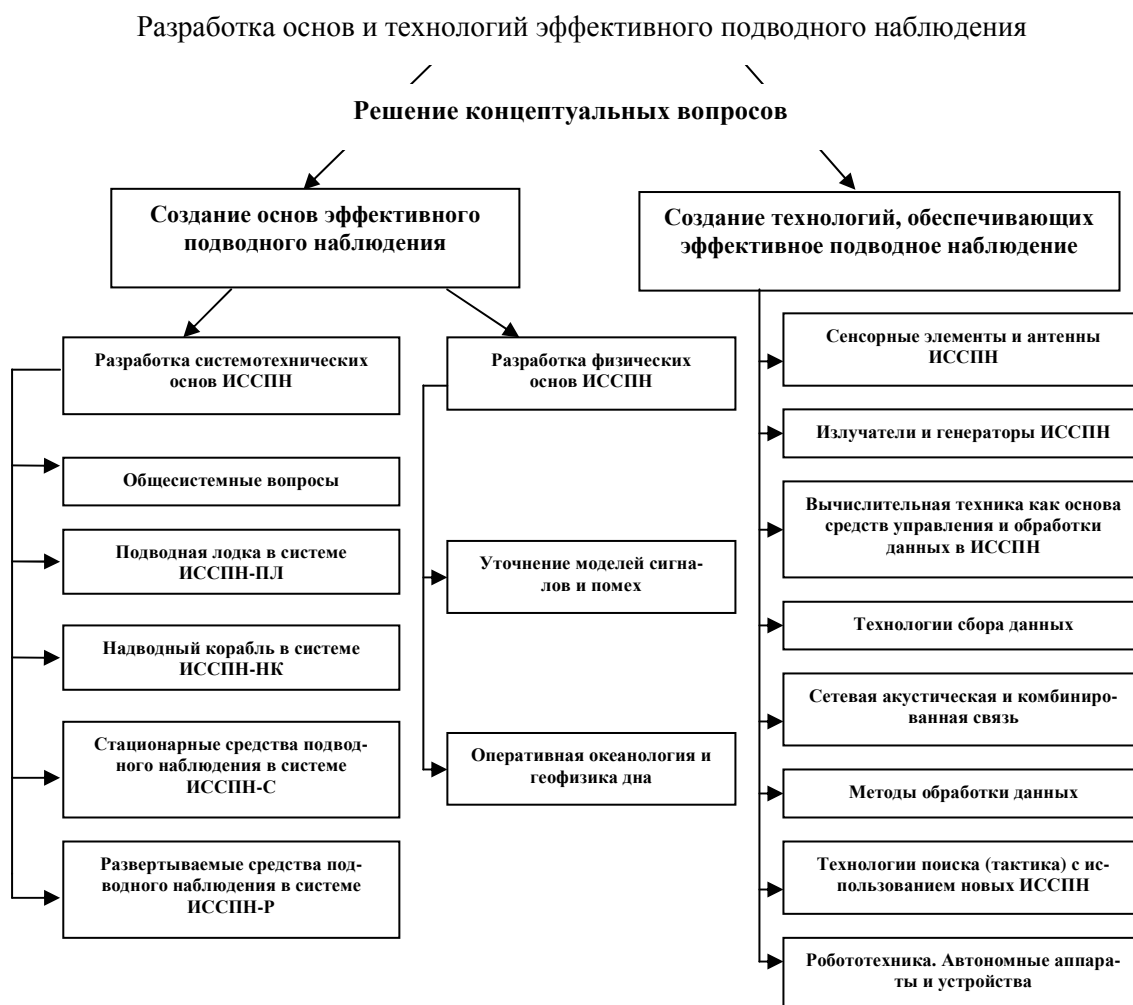 Разработка основ и технологий эффективного подводного наблюдения
Решение концептуальных вопросов
Создание основ эффективного
подводного наблюдения
Создание технологий, обеспечивающих
эффективное подводное наблюдение
Разработка системотехнических
основ ИССПН
Общесистемные вопросы
Подводная лодка в системе
ИССПН-ПЛ
Надводный корабль в системе
ИССПН-НК
Стационарные средства подвод-
ного наблюдения в системе
ИССПН-С
Развертываемые средства под-
водного наблюдения в системе
ИССПН-Р
Разработка физических
основ ИССПН
Уточнение моделей сигна-
лов и помех
Оперативная океанология и
геофизика дна
Сенсорные элементы и антенны
ИССПН
Излучатели и генераторы ИССПН
Вычислительная техника как основа
средств управления и обработки
данных в ИССПН
Технологии сбора данных
Сетевая акустическая и комбиниро-
ванная связь
Методы обработки данных
Технологии поиска (тактика) с ис-
пользованием новых ИССПН
Робототехника. Автономные аппара-
ты и устройства